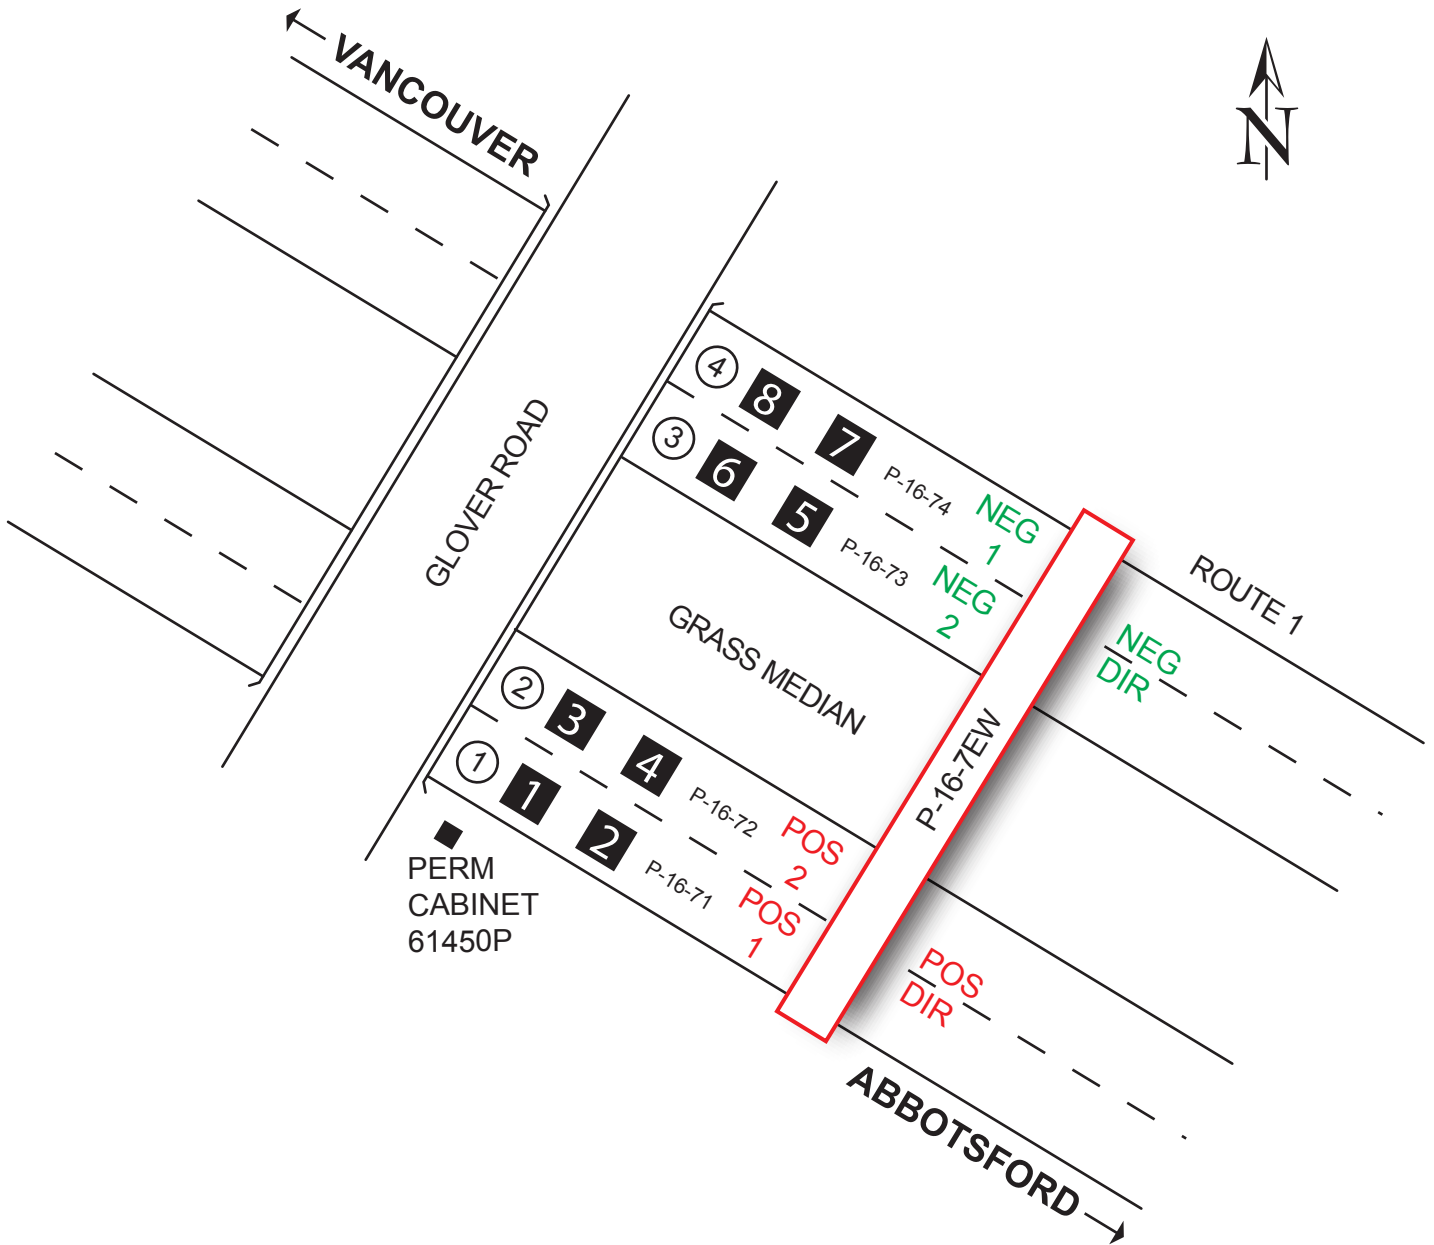 VANCOUVER
N
GLOVER ROAD
4
8
7
P-16-74
NEG
1
3
6
5
P-16-73
NEG
2
ROUTE 1
NEG
DIR
GRASS MEDIAN
P-16-7EW
2
3
4
P-16-72
POS
2
1
1
2
P-16-71
POS
1
POS
DIR
PERM
CABINET
61450P
ABBOTSFORD